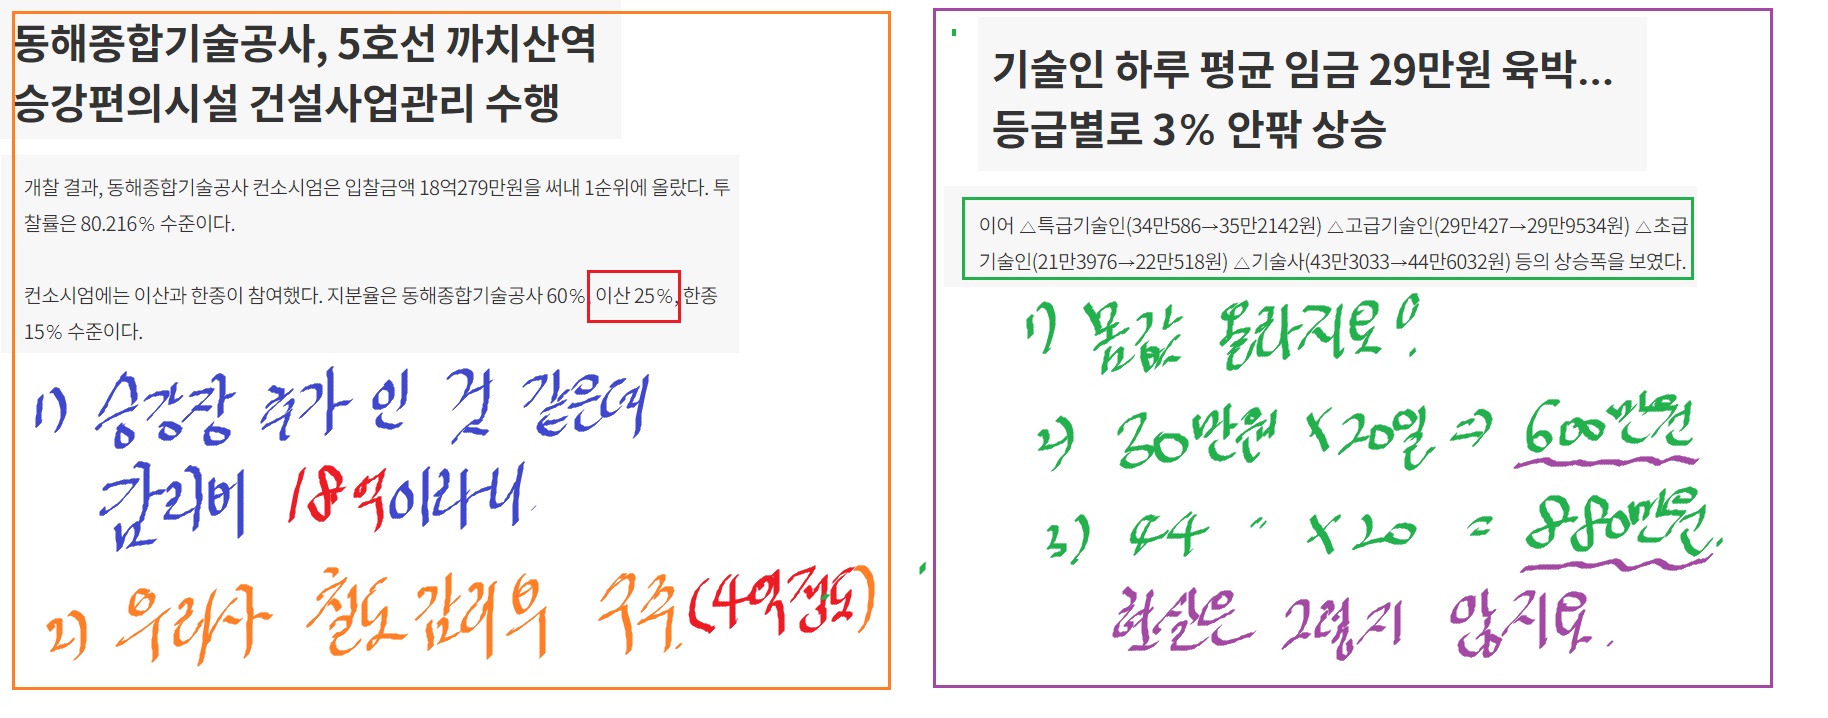 동해종합기술공사, 5호선 까치산역
승강편의시설 건설사업관리 수행
개찰 결과, 동해종합기술공사 컨소시엄은 입찰금액 18억279만원을 써내 1순위에 올랐다. 투
찰률은 80.216% 수준이다.
컨소시엄에는 이산과 한종이 참여했다. 지분율은 동해종합기술공사 60%, 이산 25%, 한종
15% 수준이다.
1) 승강장 추가 인 것 같은데
감리비 18억이라니.
2) 우리사 철도감리의 구주.(4억정도)
기술인 하루 평균 임금 29만원 육박...
등급별로 3% 안팎 상승
이어 △특급기술인(34만586→35만2142원) △고급기술인(29만427→29만9534원) △초급
기술인(21만3976→22만518원) △기술사(43만3033→44만6032원) 등의 상승폭을 보였다.
1) 몸값 올라지요!
2) 30만원 x 20일 => 600만원
3) 44 〃 x 20 = 880만원.
현실은 그렇지 않지요.